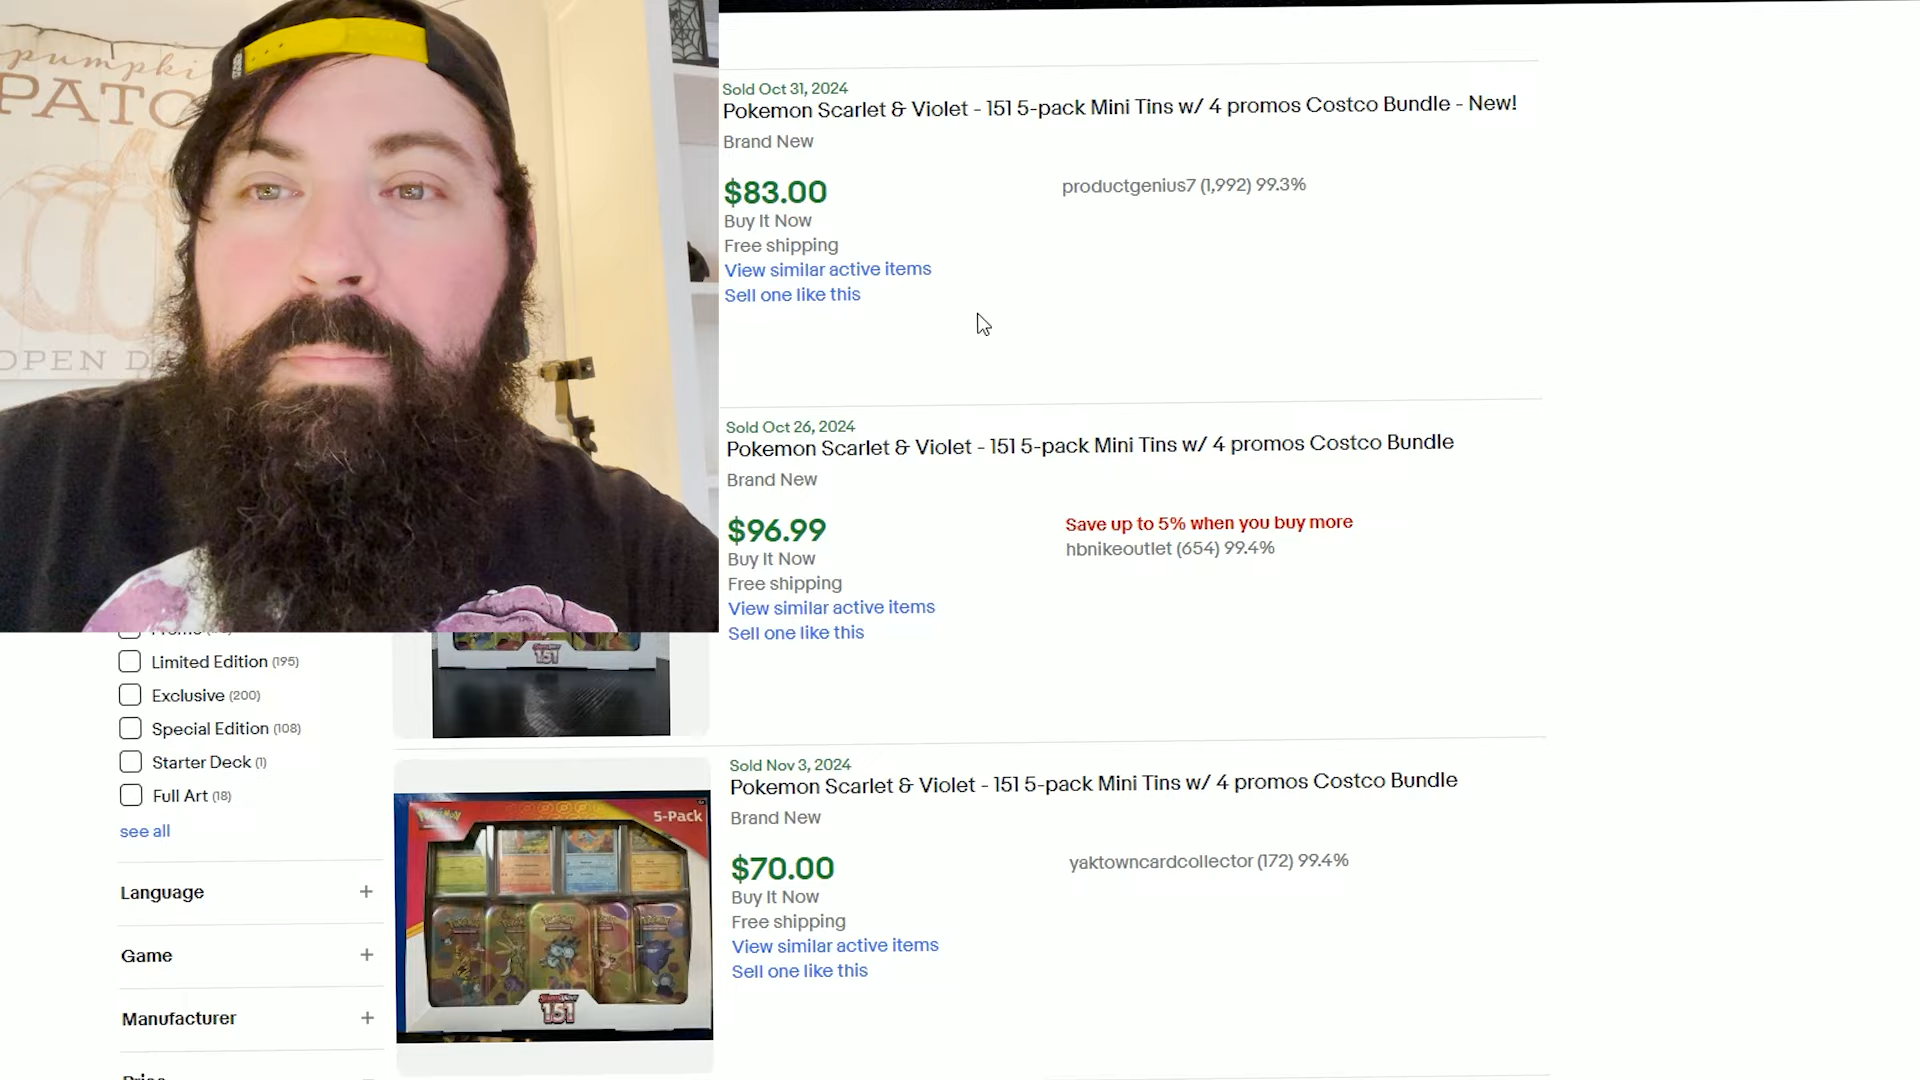 pumpki
PATC
OPEN D
Sold Oct 31, 2024
Pokemon Scarlet & Violet - 151 5-pack Mini Tins w/ 4 promos Costco Bundle - New!
Brand New
$83.00
productgenius7 (1,992) 99.3%
Buy It Now
Free shipping
View similar active items
Sell one like this
Sold Oct 26, 2024
Pokemon Scarlet & Violet - 151 5-pack Mini Tins w/ 4 promos Costco Bundle
Brand New
$96.99
Save up to 5% when you buy more
hbnikeoutlet (654) 99.4%
Buy It Now
Free shipping
View similar active items
Sell one like this
151
Limited Edition (195)
Exclusive (200)
Special Edition (108)
Starter Deck (1)
Full Art (18)
see all
Language
Game
Manufacturer
Price
Sold Nov 3, 2024
Pokemon Scarlet & Violet - 151 5-pack Mini Tins w/ 4 promos Costco Bundle
Brand New
$70.00
yaktowncardcollector (172) 99.4%
Buy It Now
Free shipping
View similar active items
Sell one like this
Pokémon
5-Pack
151